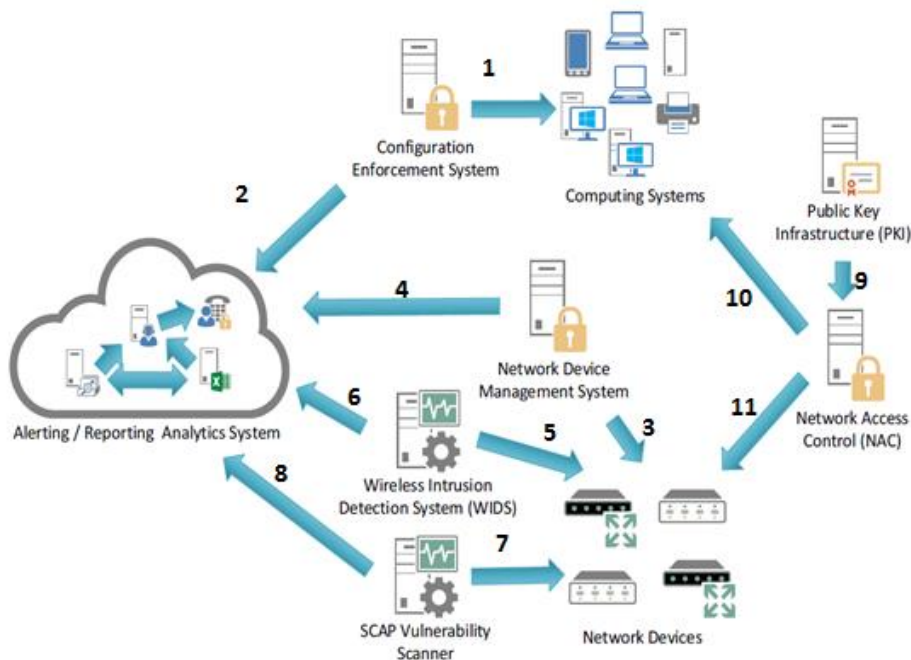 1
Configuration
Enforcement System
Computing Systems
Public Key
Infrastructure (PKI)
2
9
4
10
Network Device
Management System
Network Access
Control (NAC)
Alerting / Reporting Analytics System
6
5
3
11
Wireless Intrusion
Detection System (WIDS)
8
7
SCAP Vulnerability
Scanner
Network Devices